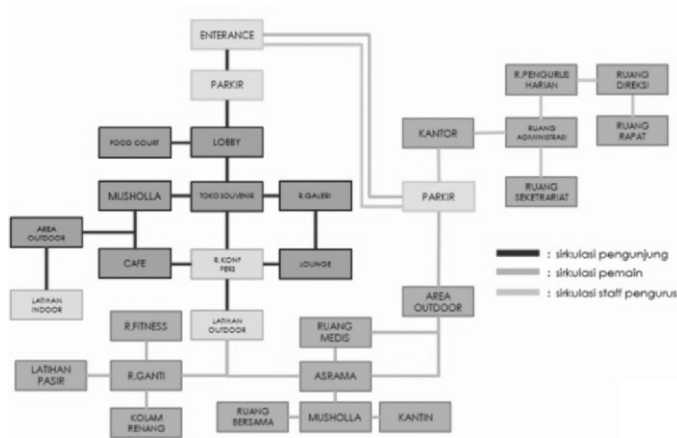 ENTERANCE
PARKIR
FOOD COURT
LOBBY
MUSHOLLA
TOKO SOUVENIR
R.GALERI
AREA
OUTDOOR
CAFE
R.KONF
PERS
LOUNGE
LATIHAN
INDOOR
LATIHAN
OUTDOOR
R.FITNESS
LATIHAN
PASIR
R.GANTI
KOLAM
RENANG
RUANG
MEDIS
ASRAMA
RUANG
BERSAMA
MUSHOLLA
KANTIN
AREA
OUTDOOR
PARKIR
KANTOR
R.PENGURUS
HARIAN
RUANG
DIREKSI
RUANG
ADMINISTRASI
RUANG
RAPAT
RUANG
SEKETRARIAT
: sirkulasi pengunjung
: sirkulasi pemain
: sirkulasi staff pengurus